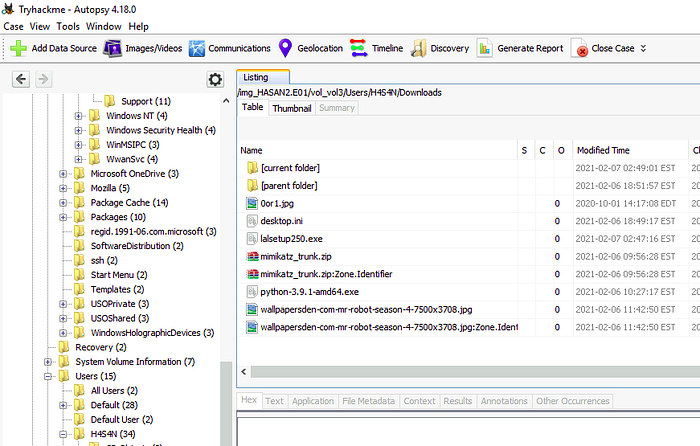 Tryhackme - Autopsy 4.18.0
Case View Tools Window Help
Add Data Source Images/Videos Communications Geolocation Timeline Discovery Generate Report Close Case
Listing
/img_HASAN2.E01/vol_vol3/Users/H4S4N/Downloads
Table Thumbnail Summary
Name S C O Modified Time
[current folder] 2021-02-07 02:49:01 EST 20
[parent folder] 2021-02-06 18:51:57 EST 20
0or1.jpg 0 2020-10-01 14:17:08 EDT 20
desktop.ini 0 2021-02-06 18:49:17 EST 20
lalsetup250.exe 0 2021-02-07 02:47:16 EST 20
mimikatz_trunk.zip 0 2021-02-06 09:56:28 EST 20
mimikatz_trunk.zip:Zone.Identifier 0 2021-02-06 09:56:28 EST 20
python-3.9.1-amd64.exe 0 2021-02-06 10:27:17 EST 20
wallpapersden-com-mr-robot-season-4-7500x3708.jpg 0 2021-02-06 11:42:50 EST 20
wallpapersden-com-mr-robot-season-4-7500x3708.jpg:Zone.Ident 0 2021-02-06 11:42:50 EST 20
Hex Text Application File Metadata Context Results Annotations Other Occurrences
Support (11)
Windows NT (4)
Windows Security Health (4)
WinMSIPC (3)
WwanSvc (4)
Microsoft OneDrive (3)
Mozilla (5)
Package Cache (14)
Packages (10)
regid.1991-06.com.microsoft (3)
SoftwareDistribution (2)
ssh (2)
Start Menu (2)
Templates (2)
USOPrivate (3)
USOShared (3)
WindowsHolographicDevices (3)
Recovery (2)
System Volume Information (7)
Users (15)
All Users (2)
Default (28)
Default User (2)
H4S4N (34)